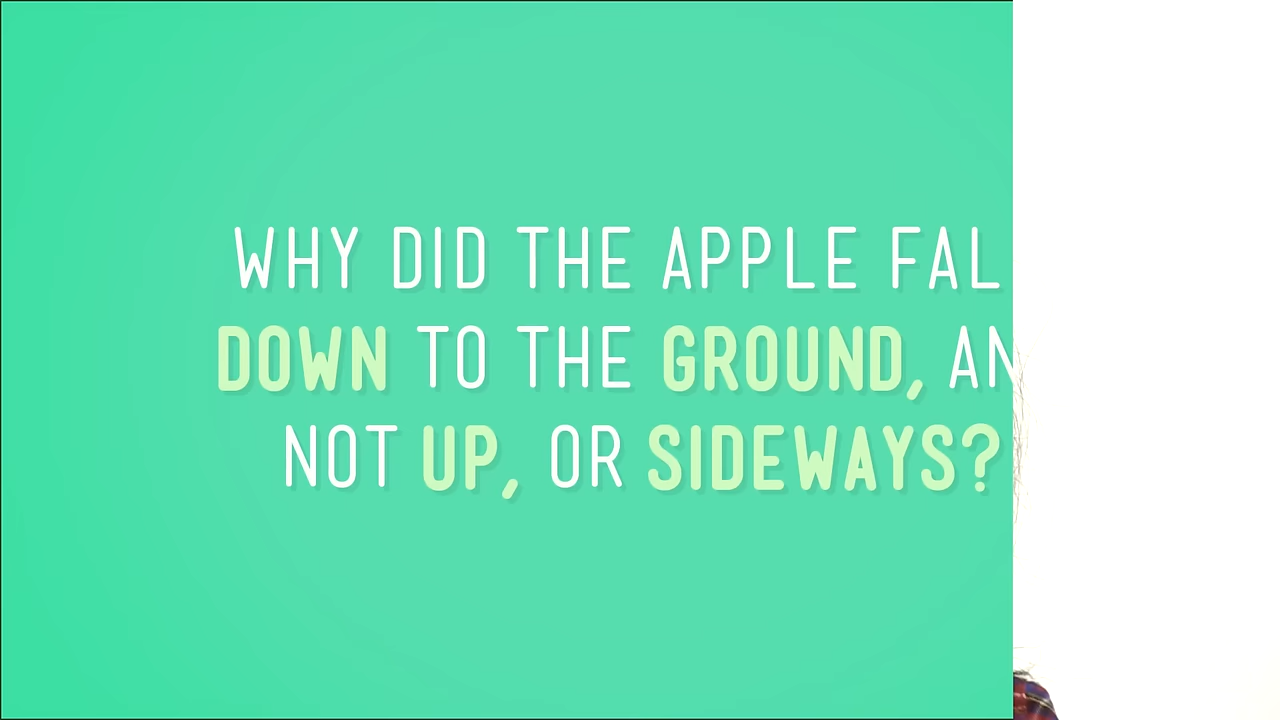 WHY DID THE APPLE FAL
DOWN TO THE GROUND, AN
NOT UP, OR SIDEWAYS?